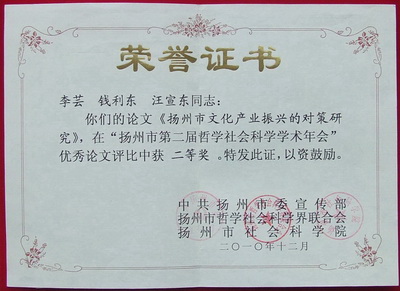 荣誉证书
李芸 钱利东 汪宣东同志：
你们的论文《扬州市文化产业振兴的对策研
究》，在“扬州市第二届哲学社会科学学术年会”
优秀论文评比中获 二等奖 。特发此证，以资鼓励。
中共扬州市委宣传部
扬州市哲学社会科学界联合会
扬州市社会科学院
二〇一〇年十二月